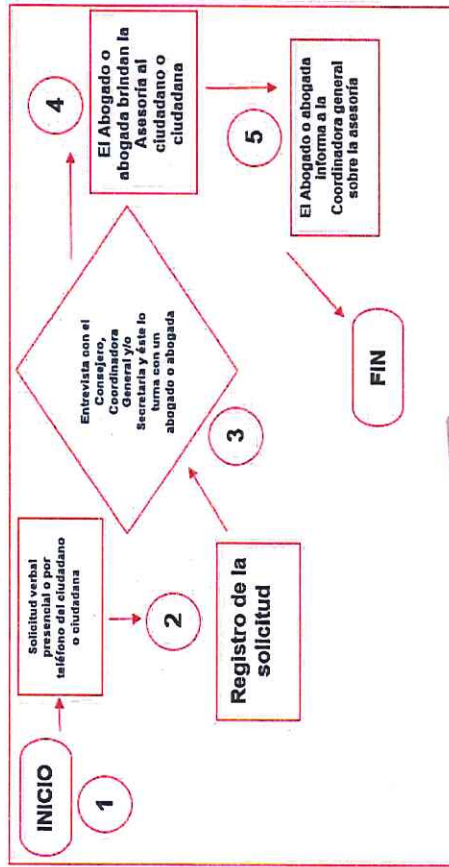 INICIO
1
Solicitud verbal
presencial o por
teléfono del ciudadano
o ciudadana
2
Registro de la
solicitud
3
Entrevista con el
Consejero,
Coordinadora
General y/o
Secretaria y éste lo
turna con un
abogado o abogada
4
El Abogado o
abogada brindan la
Asesoría al
ciudadano o
ciudadana
5
El Abogado o abogada
informa a la
Coordinadora general
sobre la asesoría
FIN